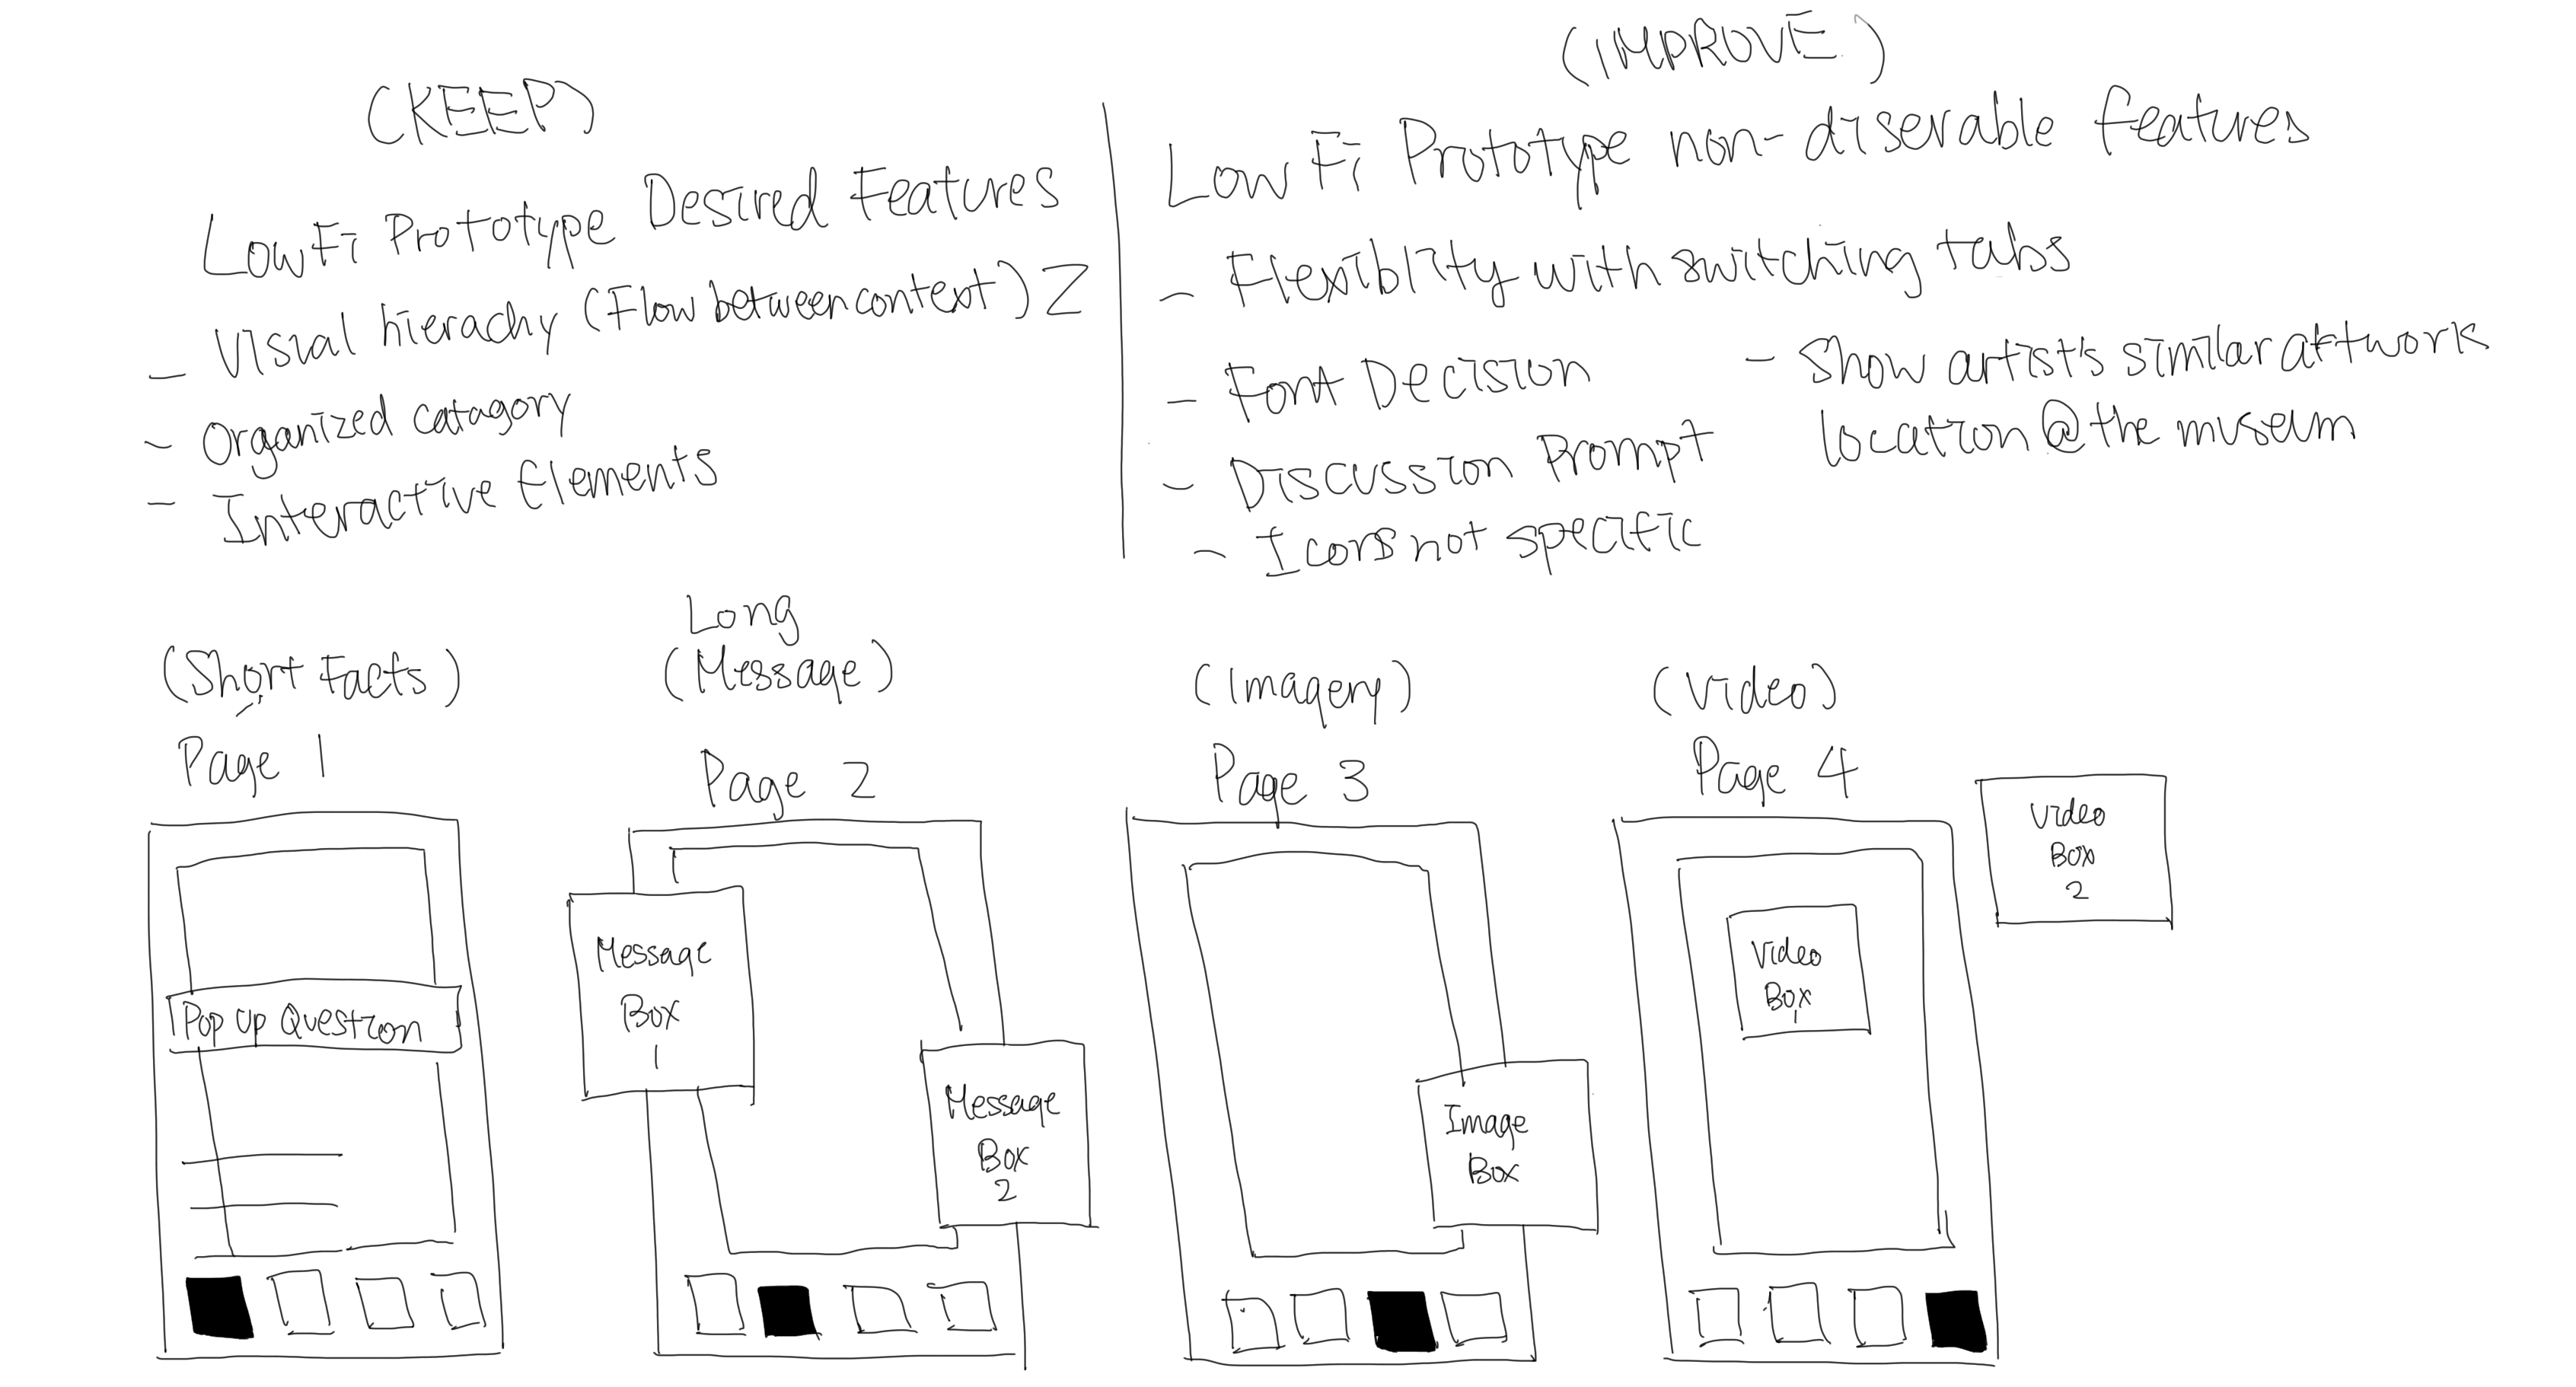 (KEEP)
LowFi Prototype Desired Features
- Visual hierachy (Flow between context) Z
- Organized catagory
- Interactive Elements
(IMPROVE)
Low Fi Prototype non-diserable features
- Flexiblity with switching tabs
- Font Decision
- Discussion Prompt
- Icons not specific
- Show artist's similar artwork
location @ the museum
(Short Facts)
Page 1
Pop Up Question
Long
(Message)
Page 2
Message
Box
1
Message
Box
2
(Imagery)
Page 3
Image
Box
(Video)
Page 4
Video
Box
1
Video
Box
2